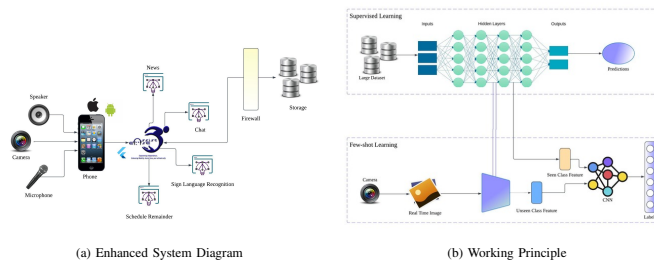 News
Speaker
Camera
Microphone
Phone
Chat
Sign Language Recognition
Schedule Remainder
Firewall
Storage
(a) Enhanced System Diagram
Supervised Learning
Inputs
Hidden Layers
Outputs
Large Dataset
Predictions
Few-shot Learning
Camera
Real Time Image
Unseen Class Feature
Seen Class Feature
CNN
Label
(b) Working Principle